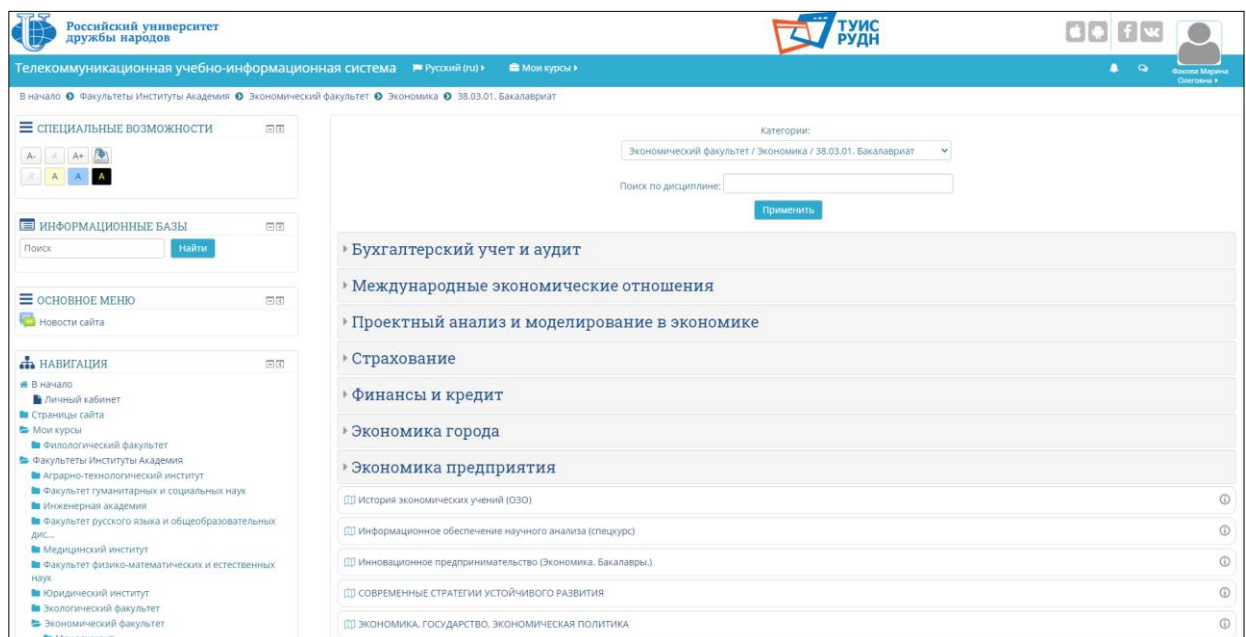 Российский университет
дружбы народов
ТУИС
РУДН
Телекоммуникационная учебно-информационная система Русский (ru) Мои курсы
Фекова Марина
Олеговна
В начало Факультеты Институты Академия Экономический факультет Экономика 38.03.01. Бакалавриат
СПЕЦИАЛЬНЫЕ ВОЗМОЖНОСТИ
A- A A+
R A A A
ИНФОРМАЦИОННЫЕ БАЗЫ
Поиск Найти
ОСНОВНОЕ МЕНЮ
Новости сайта
НАВИГАЦИЯ
В начало
Личный кабинет
Страницы сайта
Мои курсы
Филологический факультет
Факультеты Институты Академия
Аграрно-технологический институт
Факультет гуманитарных и социальных наук
Инженерная академия
Факультет русского языка и общеобразовательных
дис...
Медицинский институт
Факультет физико-математических и естественных
наук
Юридический институт
Экологический факультет
Экономический факультет
Категории:
Экономический факультет / Экономика / 38.03.01. Бакалавриат
Поиск по дисциплине:
Применить
Бухгалтерский учет и аудит
Международные экономические отношения
Проектный анализ и моделирование в экономике
Страхование
Финансы и кредит
Экономика города
Экономика предприятия
История экономических учений (ОЗО)
Информационное обеспечение научного анализа (спецкурс)
Инновационное предпринимательство (Экономика. Бакалавры.)
СОВРЕМЕННЫЕ СТРАТЕГИИ УСТОЙЧИВОГО РАЗВИТИЯ
ЭКОНОМИКА. ГОСУДАРСТВО. ЭКОНОМИЧЕСКАЯ ПОЛИТИКА